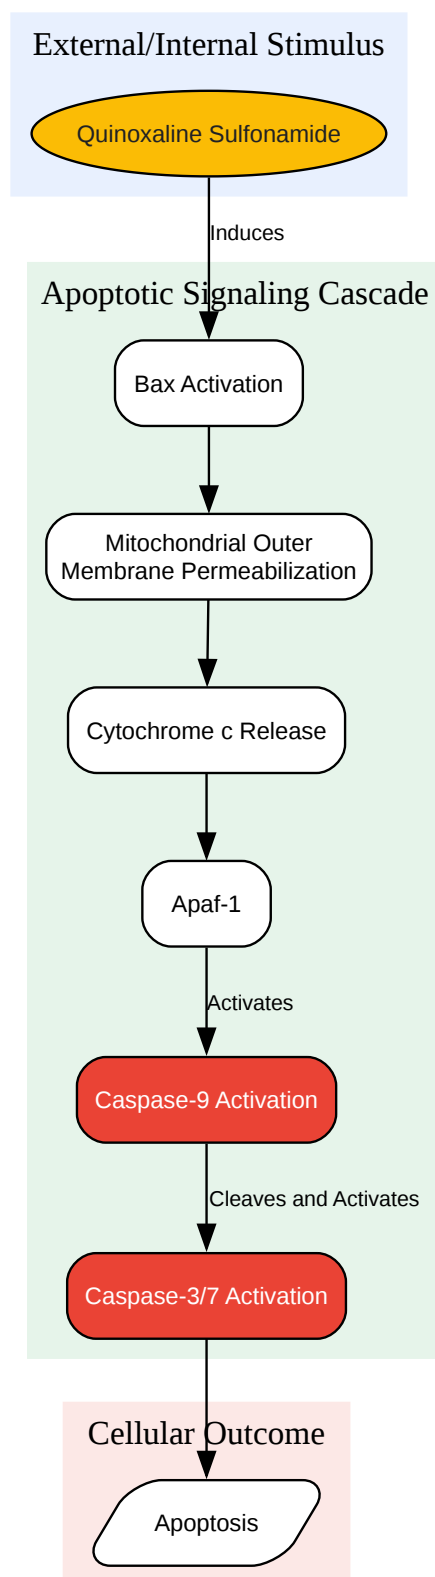 External/Internal Stimulus
Quinoxaline Sulfonamide
Induces
Apoptotic Signaling Cascade
Bax Activation
Mitochondrial Outer
Membrane Permeabilization
Cytochrome c Release
Apaf-1
Activates
Caspase-9 Activation
Cleaves and Activates
Caspase-3/7 Activation
Cellular Outcome
Apoptosis